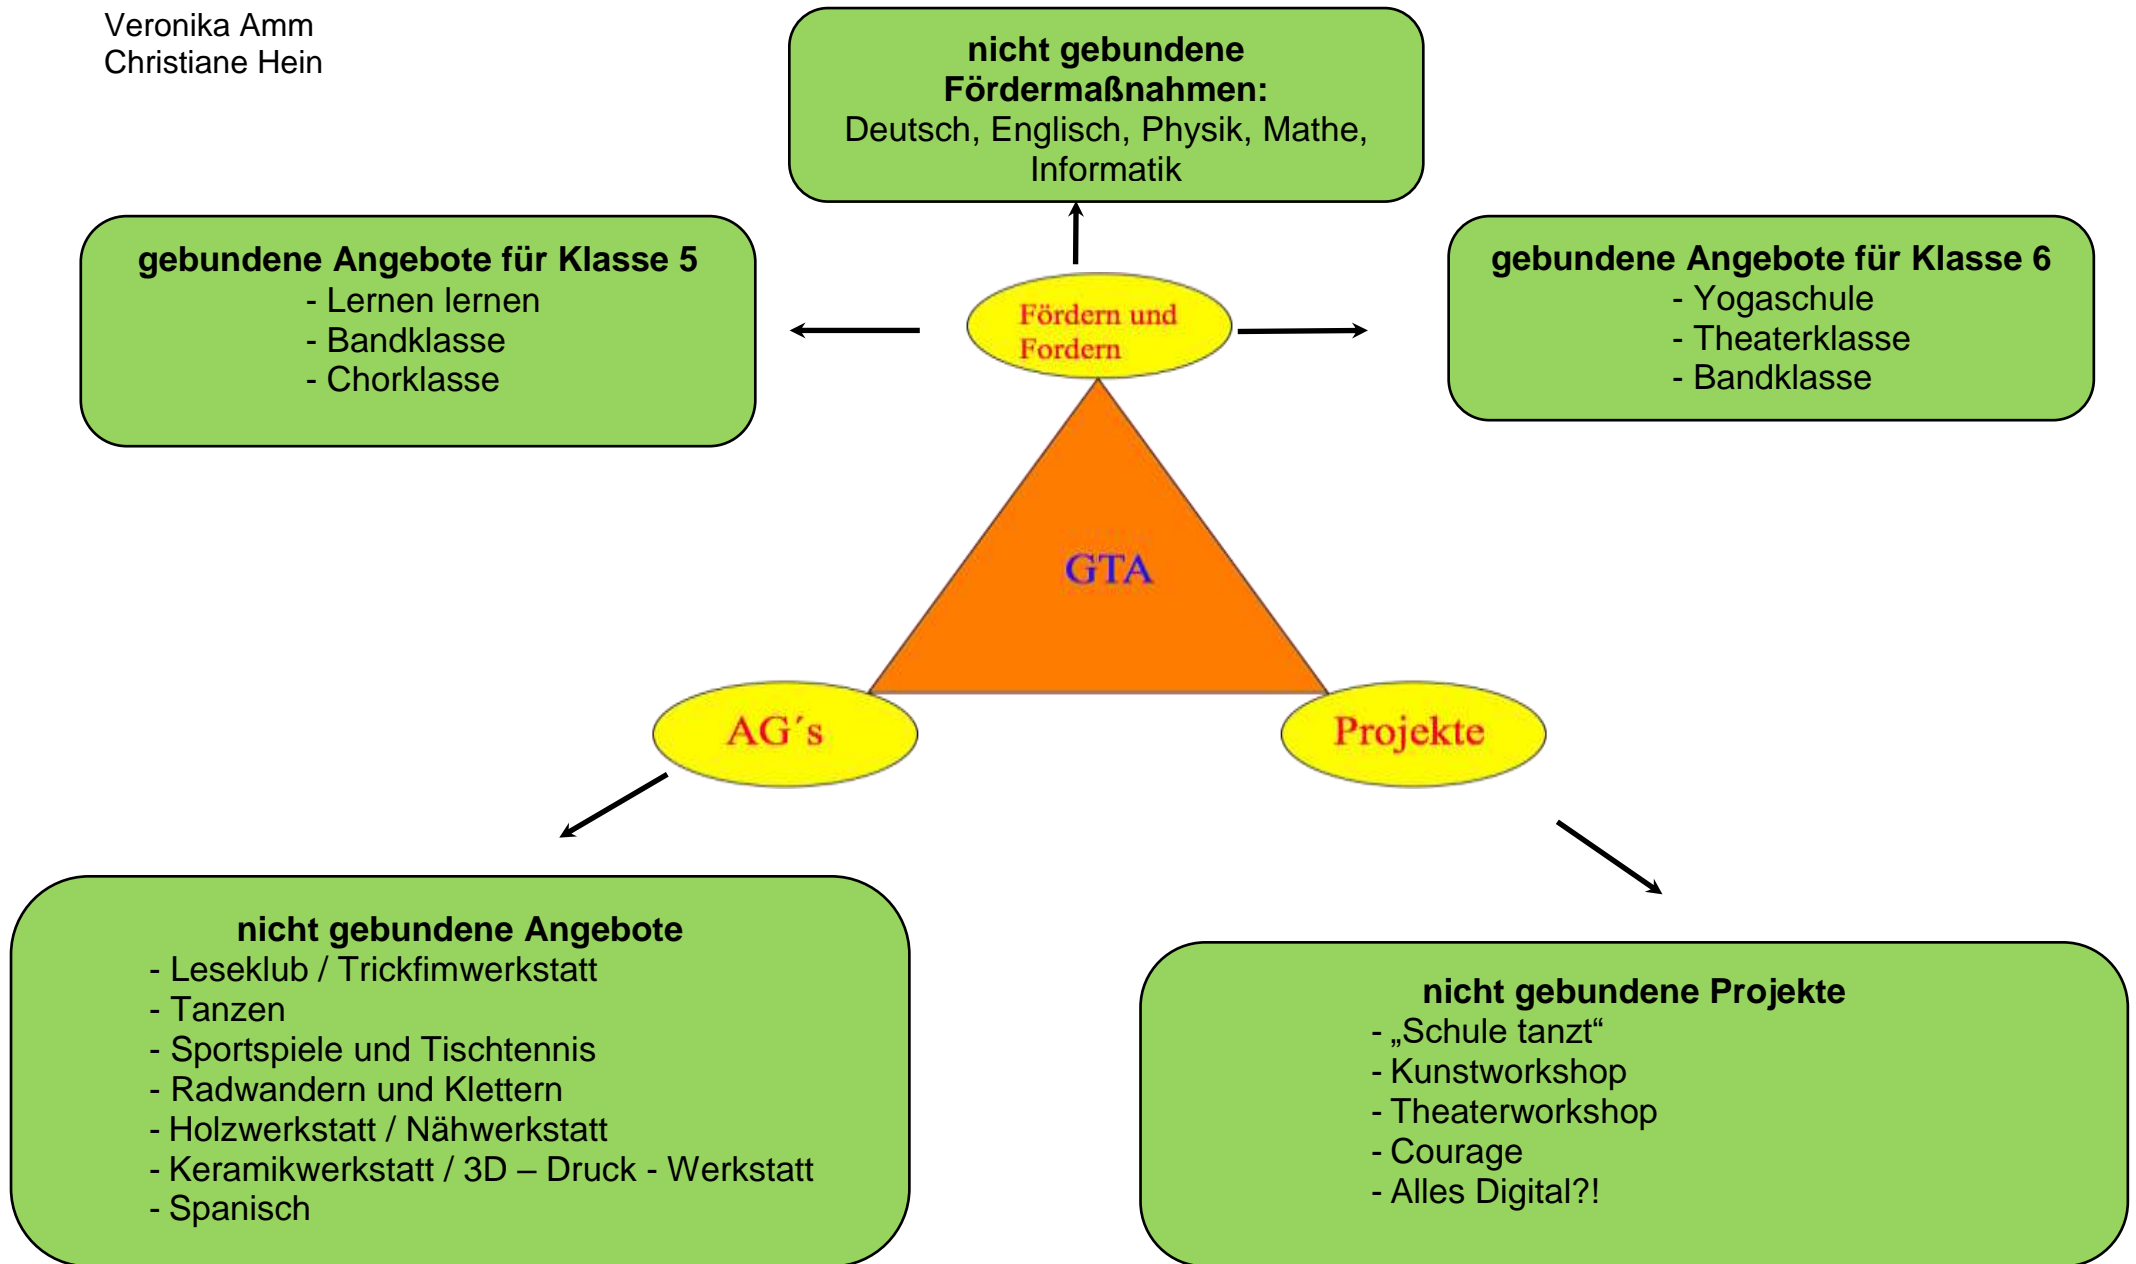 Veronika Amm
Christiane Hein
nicht gebundene
Fördermaßnahmen:
Deutsch, Englisch, Physik, Mathe,
Informatik
gebundene Angebote für Klasse 5
- Lernen lernen
- Bandklasse
- Chorklasse
Fördern und
Fordern
gebundene Angebote für Klasse 6
- Yogaschule
- Theaterklasse
- Bandklasse
GTA
AG´s
Projekte
nicht gebundene Angebote
- Leseklub / Trickfimwerkstatt
- Tanzen
- Sportspiele und Tischtennis
- Radwandern und Klettern
- Holzwerkstatt / Nähwerkstatt
- Keramikwerkstatt / 3D – Druck - Werkstatt
- Spanisch
nicht gebundene Projekte
- „Schule tanzt“
- Kunstworkshop
- Theaterworkshop
- Courage
- Alles Digital?!